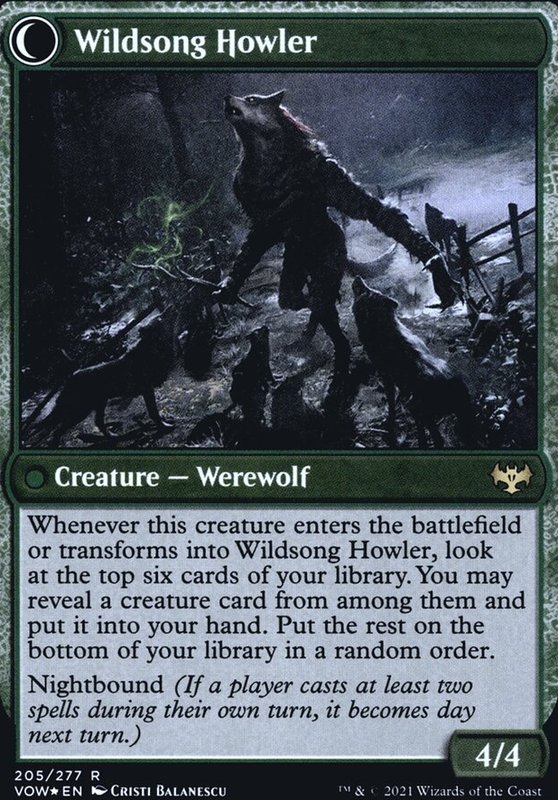 Wildsong Howler
Creature — Werewolf
Whenever this creature enters the battlefield
or transforms into Wildsong Howler, look
at the top six cards of your library. You may
reveal a creature card from among them and
put it into your hand. Put the rest on the
bottom of your library in a random order.
Nightbound (If a player casts at least two
spells during their own turn, it becomes day
next turn.)
4/4
205/277 R
VOW★EN Cristi Balanescu
™ & © 2021 Wizards of the Coast